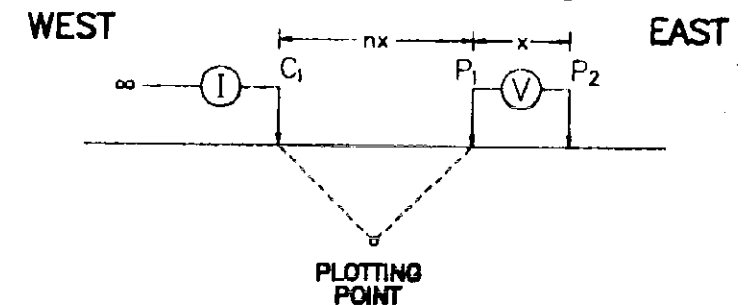 WEST
EAST
nx
x
∞
I
C₁
P₁
V
P₂
PLOTTING
POINT